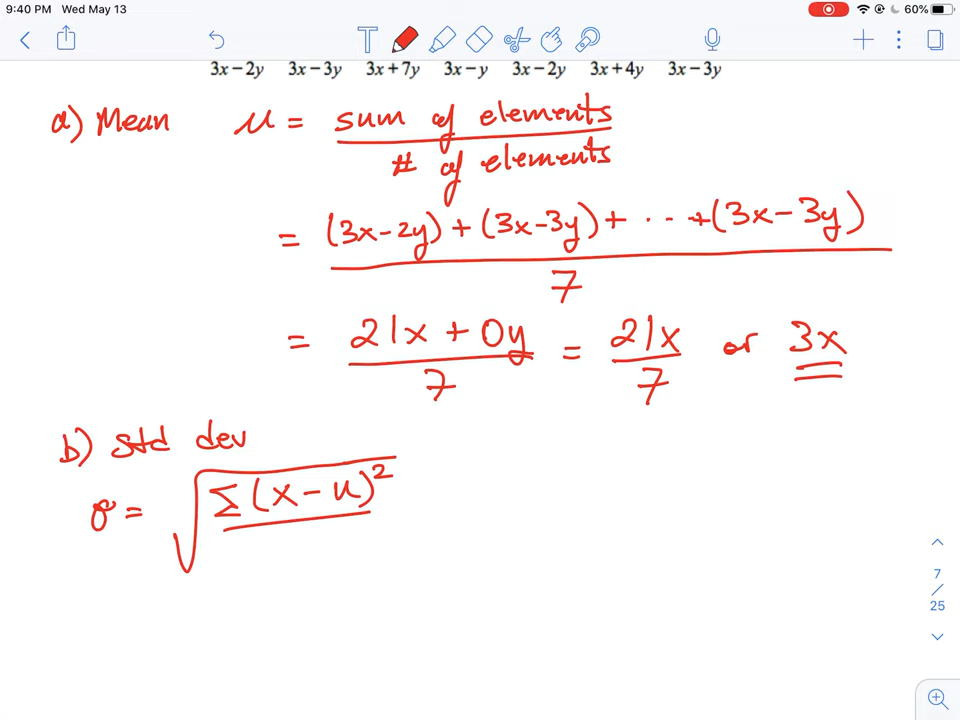 9:40 PM Wed May 13 60%
T
3x – 2y 3x – 3y 3x + 7y 3x – y 3x – 2y 3x + 4y 3x – 3y
a) Mean μ = sum of elements / # of elements
= (3x – 2y) + (3x – 3y) + ··· + (3x – 3y) / 7
= 21x + 0y / 7 = 21x / 7 or 3x
b) std dev
σ = √Σ(x – μ)²
7
/
25